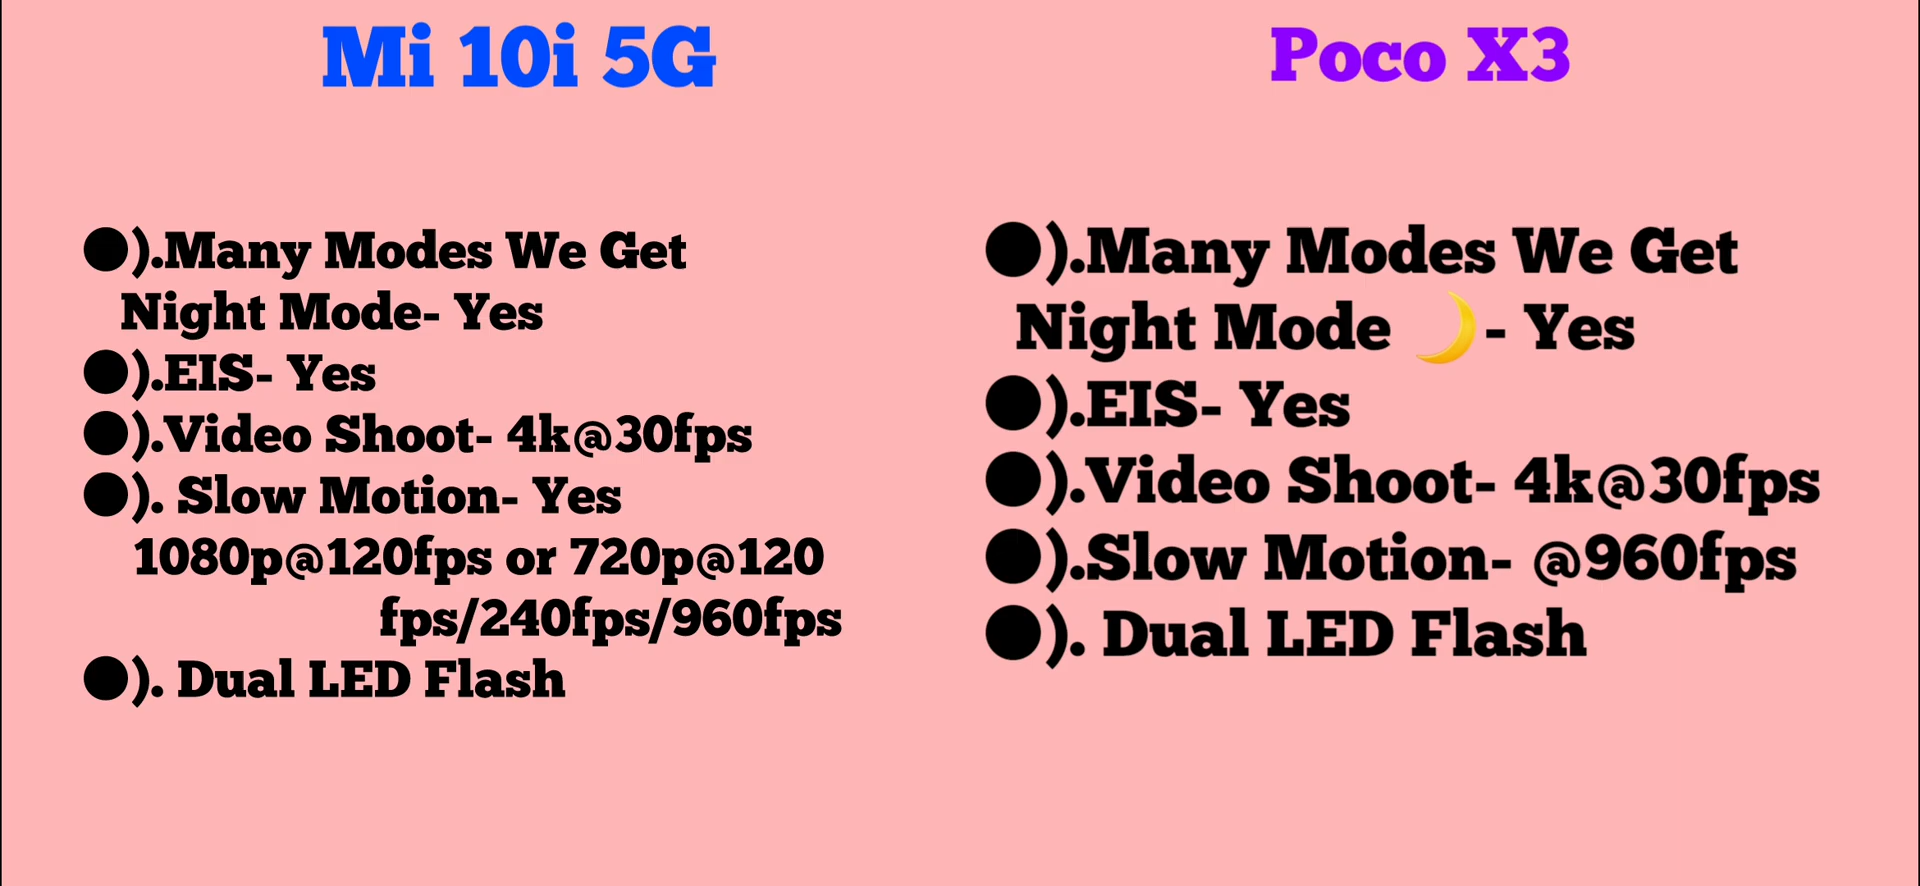 Mi 10i 5G
●).Many Modes We Get
Night Mode- Yes
●).EIS- Yes
●).Video Shoot- 4k@30fps
●). Slow Motion- Yes
1080p@120fps or 720p@120
fps/240fps/960fps
●). Dual LED Flash
Poco X3
●).Many Modes We Get
Night Mode 🌙- Yes
●).EIS- Yes
●).Video Shoot- 4k@30fps
●).Slow Motion- @960fps
●). Dual LED Flash